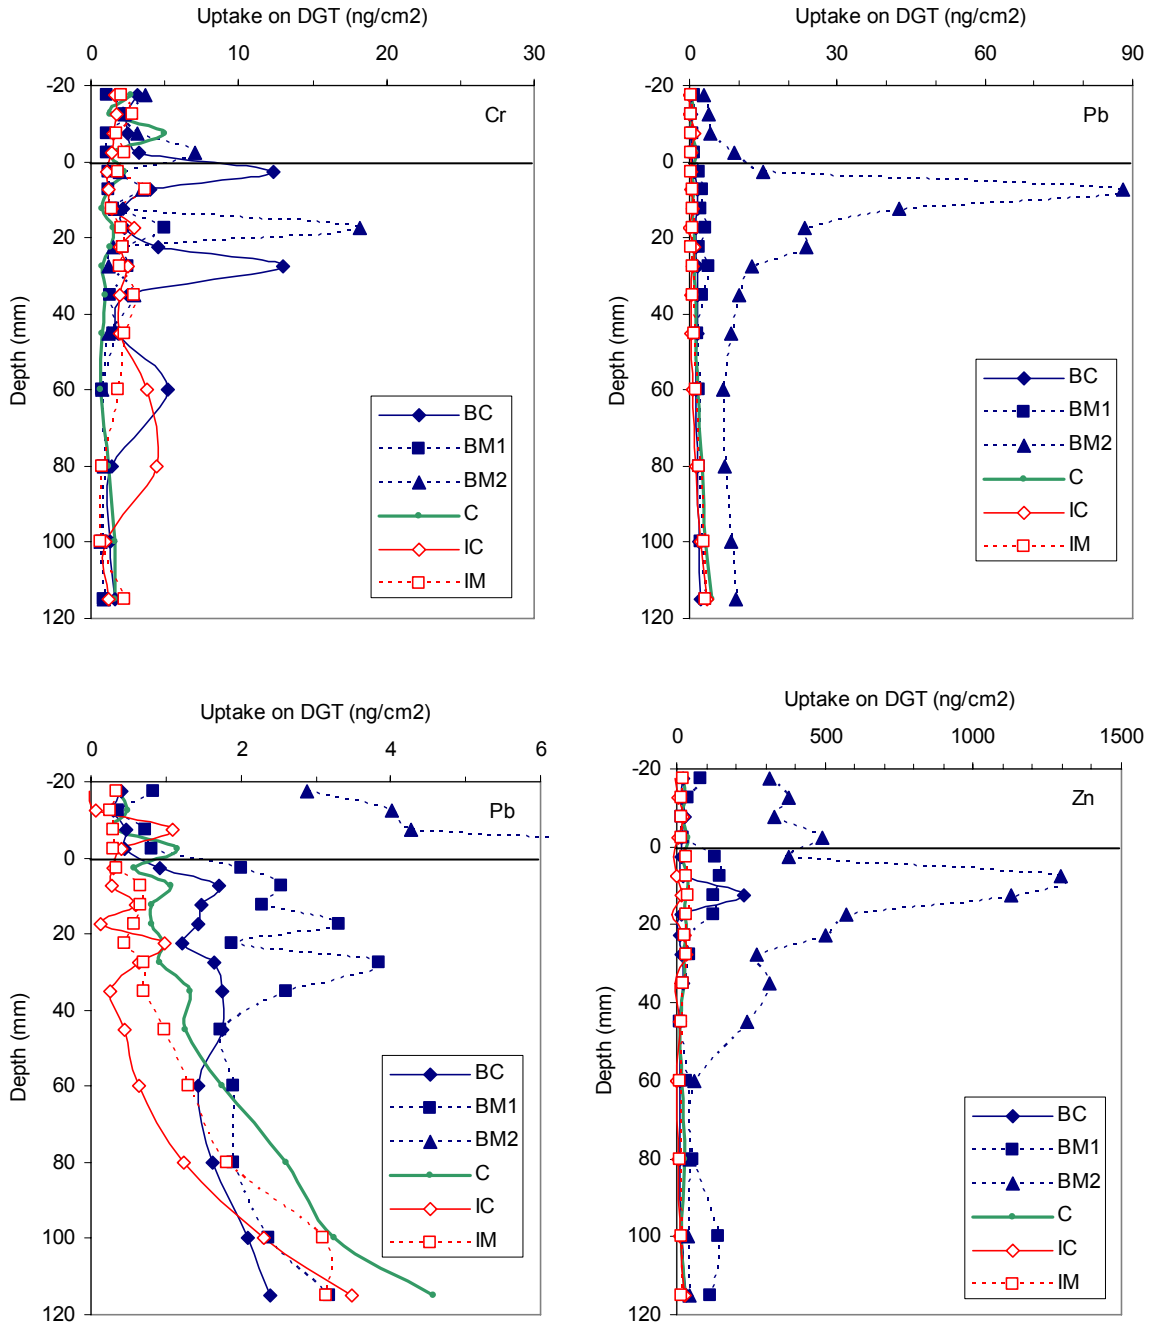 Uptake on DGT (ng/cm2)
0 10 20 30
-20
0
20
40
60
80
100
120
Depth (mm)
Cr
BC
BM1
BM2
C
IC
IM
Uptake on DGT (ng/cm2)
0 30 60 90
-20
0
20
40
60
80
100
120
Depth (mm)
Pb
BC
BM1
BM2
C
IC
IM
Uptake on DGT (ng/cm2)
0 2 4 6
-20
0
20
40
60
80
100
120
Depth (mm)
Pb
BC
BM1
BM2
C
IC
IM
Uptake on DGT (ng/cm2)
0 500 1000 1500
-20
0
20
40
60
80
100
120
Depth (mm)
Zn
BC
BM1
BM2
C
IC
IM